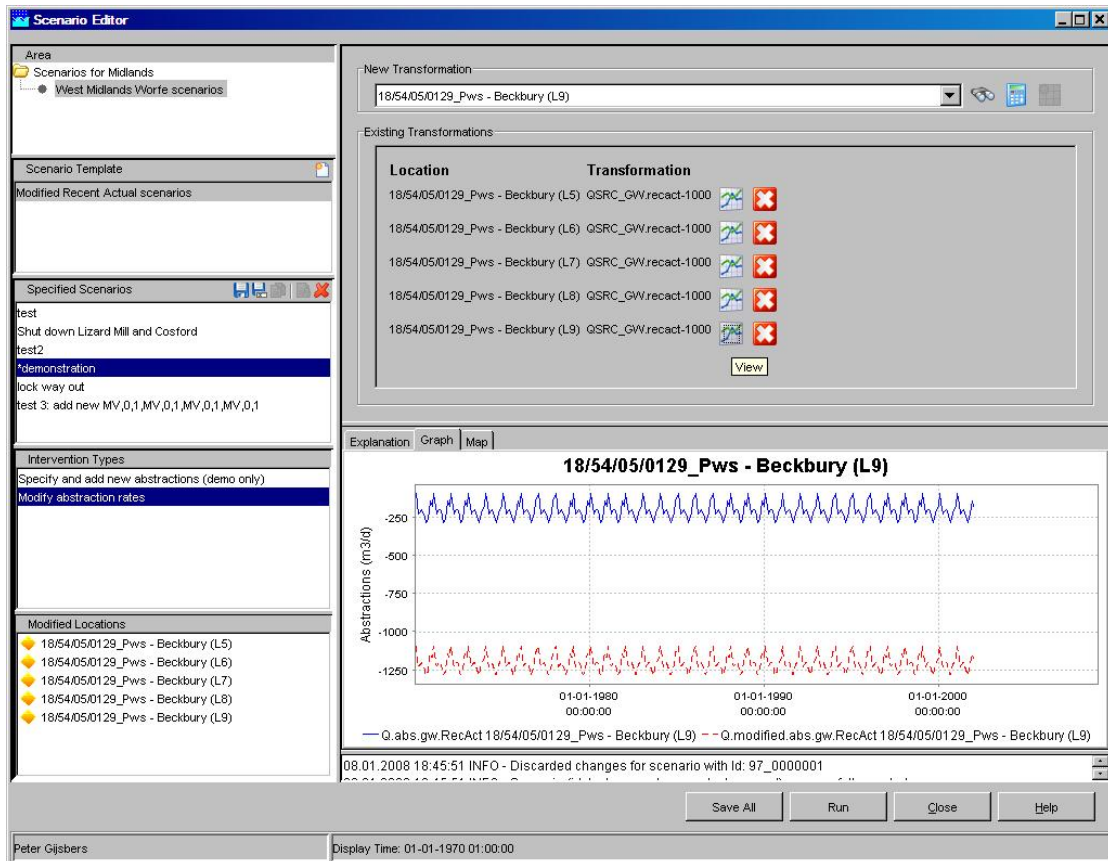 Scenario Editor
Area
Scenarios for Midlands
West Midlands Worfe scenarios
Scenario Template
Modified Recent Actual scenarios
Specified Scenarios
test
Shut down Lizard Mill and Cosford
test2
*demonstration
lock way out
test 3: add new MV,0,1,MV,0,1,MV,0,1,MV,0,1
Intervention Types
Specify and add new abstractions (demo only)
Modify abstraction rates
Modified Locations
18/54/05/0129_Pws - Beckbury (L5)
18/54/05/0129_Pws - Beckbury (L6)
18/54/05/0129_Pws - Beckbury (L7)
18/54/05/0129_Pws - Beckbury (L8)
18/54/05/0129_Pws - Beckbury (L9)
New Transformation
18/54/05/0129_Pws - Beckbury (L9)
Existing Transformations
Location Transformation
18/54/05/0129_Pws - Beckbury (L5) QSRC_GW.recact-1000
18/54/05/0129_Pws - Beckbury (L6) QSRC_GW.recact-1000
18/54/05/0129_Pws - Beckbury (L7) QSRC_GW.recact-1000
18/54/05/0129_Pws - Beckbury (L8) QSRC_GW.recact-1000
18/54/05/0129_Pws - Beckbury (L9) QSRC_GW.recact-1000
View
Explanation Graph Map
18/54/05/0129_Pws - Beckbury (L9)
Abstractions (m3/d)
-250
-500
-750
-1000
-1250
01-01-1980 01-01-1990 01-01-2000
00:00:00 00:00:00 00:00:00
Q.abs.gw.RecAct 18/54/05/0129_Pws - Beckbury (L9) Q.modified.abs.gw.RecAct 18/54/05/0129_Pws - Beckbury (L9)
08.01.2008 18:45:51 INFO - Discarded changes for scenario with Id: 97_0000001
Save All Run Close Help
Peter Gijsbers Display Time: 01-01-1970 01:00:00